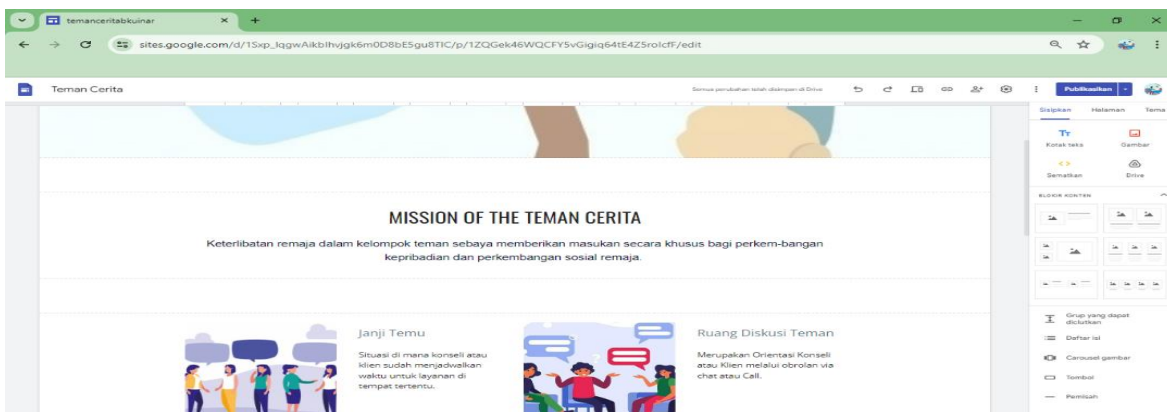 temanceritabkuinar
sites.google.com/d/1Sxp_lqgwAikblhvjgk6m0D8bE5gu8TIC/p/1ZQGek46WQCFY5vGigiq64tE4Z5rolcfF/edit
Teman Cerita
Semua perubahan telah disimpan di Drive
Publikasikan
Sisipkan Halaman Tema
Tr
Kotak teks Gambar
Sematkan Drive
BLOKIR KONTEN
MISSION OF THE TEMAN CERITA
Keterlibatan remaja dalam kelompok teman sebaya memberikan masukan secara khusus bagi perkem-bangan
kepribadian dan perkembangan sosial remaja.
Janji Temu
Situasi di mana konseli atau
klien sudah menjadwalkan
waktu untuk layanan di
tempat tertentu.
Ruang Diskusi Teman
Merupakan Orientasi Konseli
atau Klien melalui obrolan via
chat atau Call.
Grup yang dapat
diciutkan
Daftar isi
Carousel gambar
Tombol
Pemisah